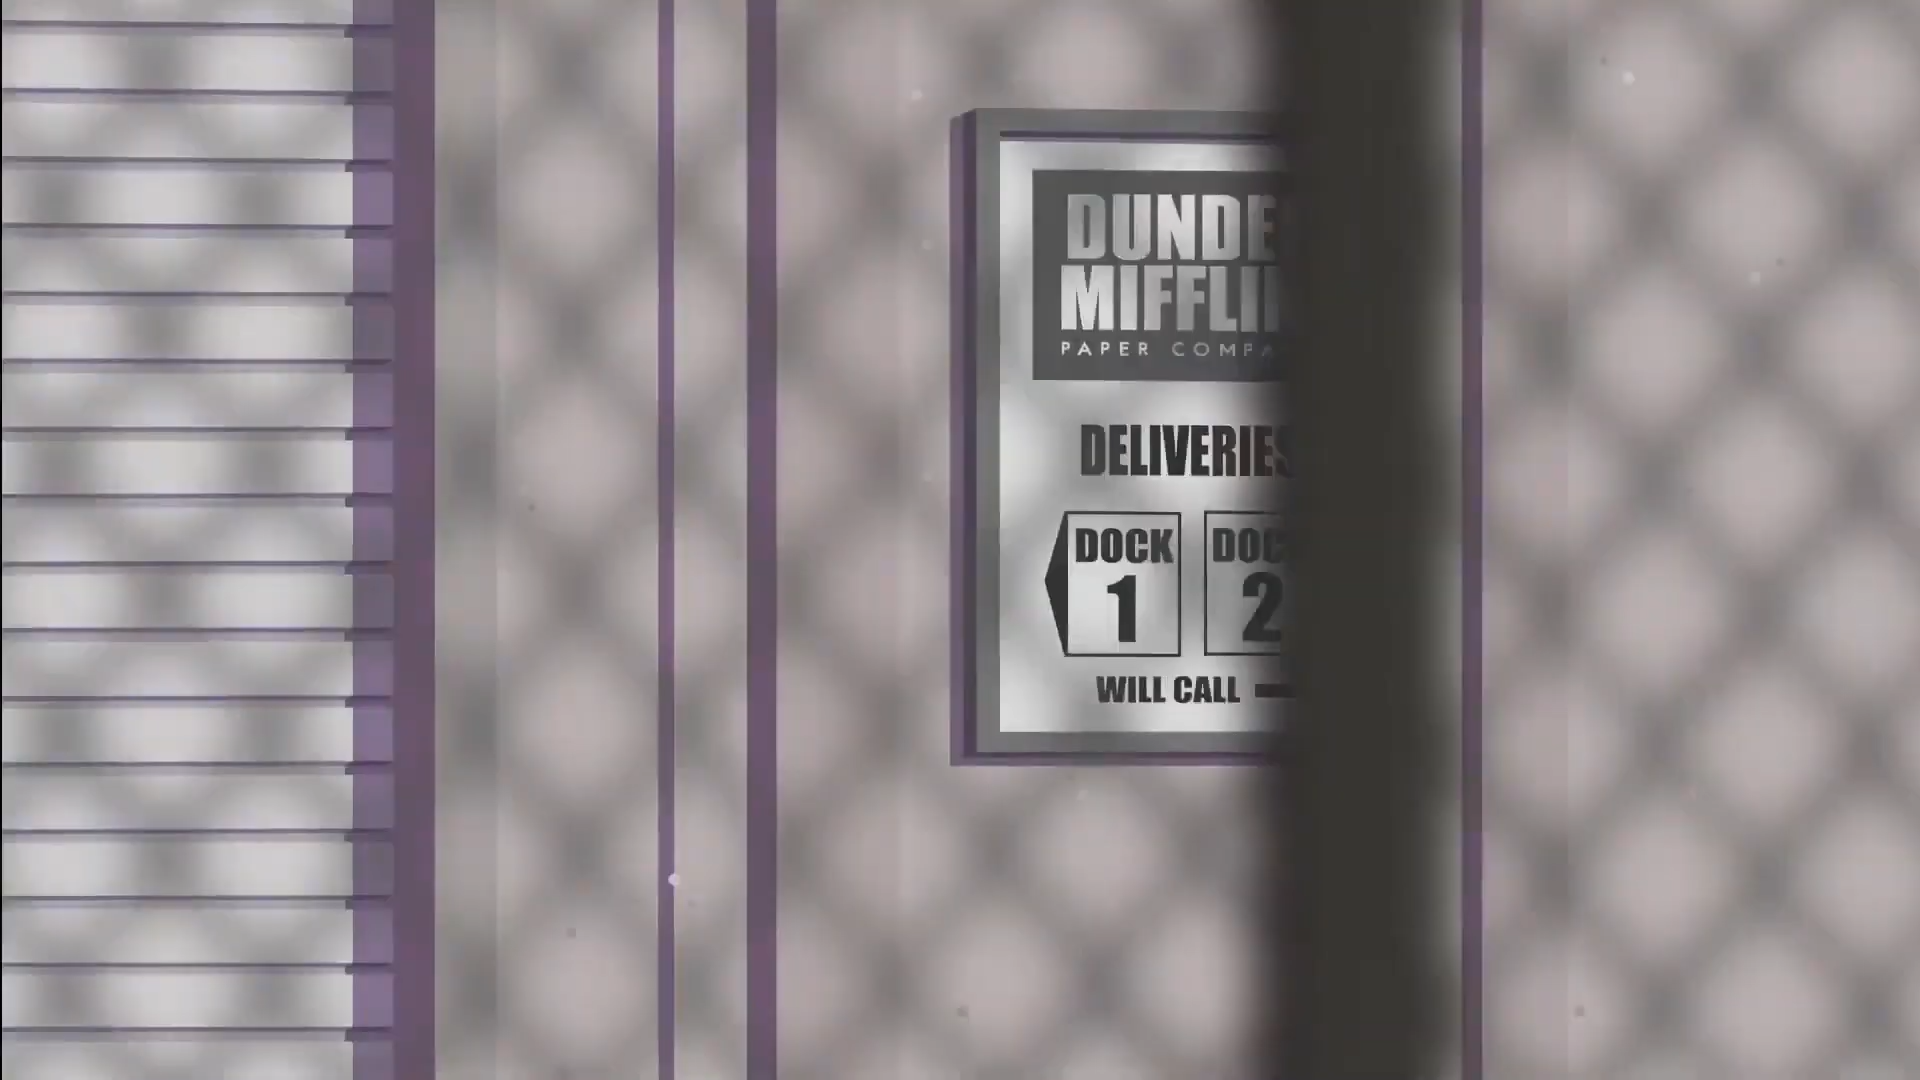 DUNDE
MIFFLI
PAPER COMPA
DELIVERIES
DOCK DOC
1 2
WILL CALL